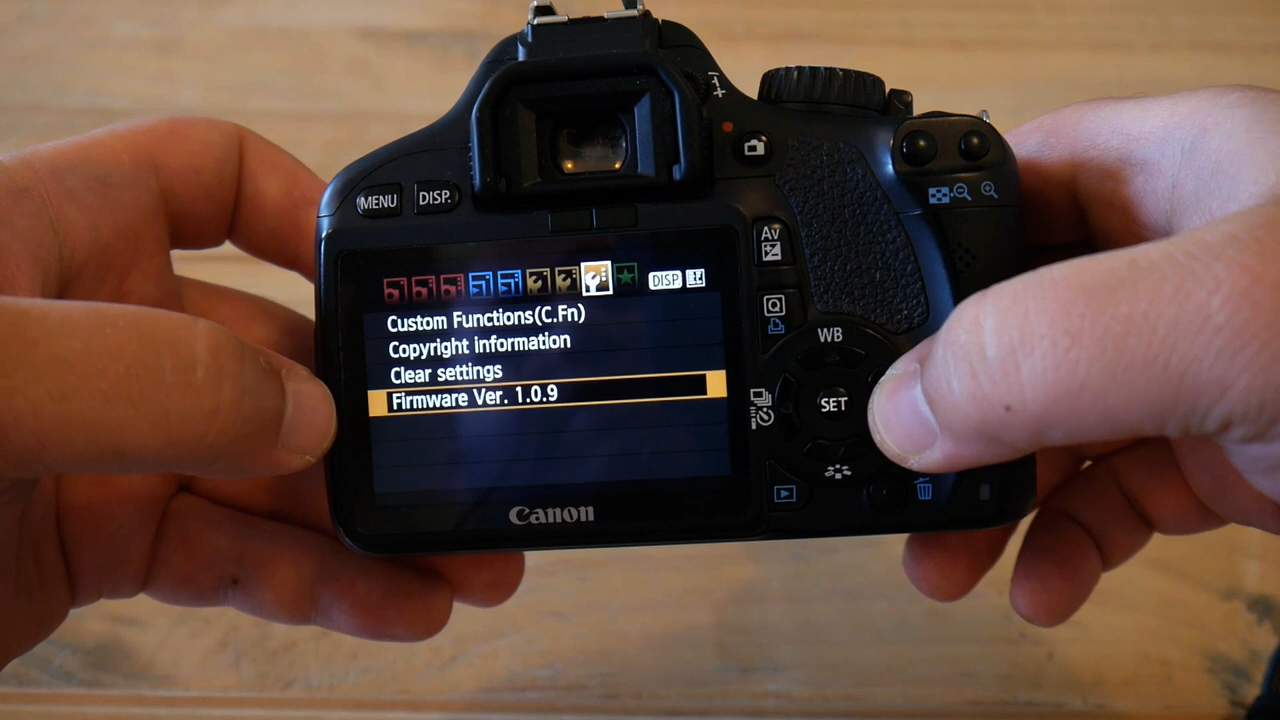 MENU
DISP.
Av
DISP.
Custom Functions(C.Fn)
Copyright information
Clear settings
Firmware Ver. 1.0.9
Q
WB
SET
Canon